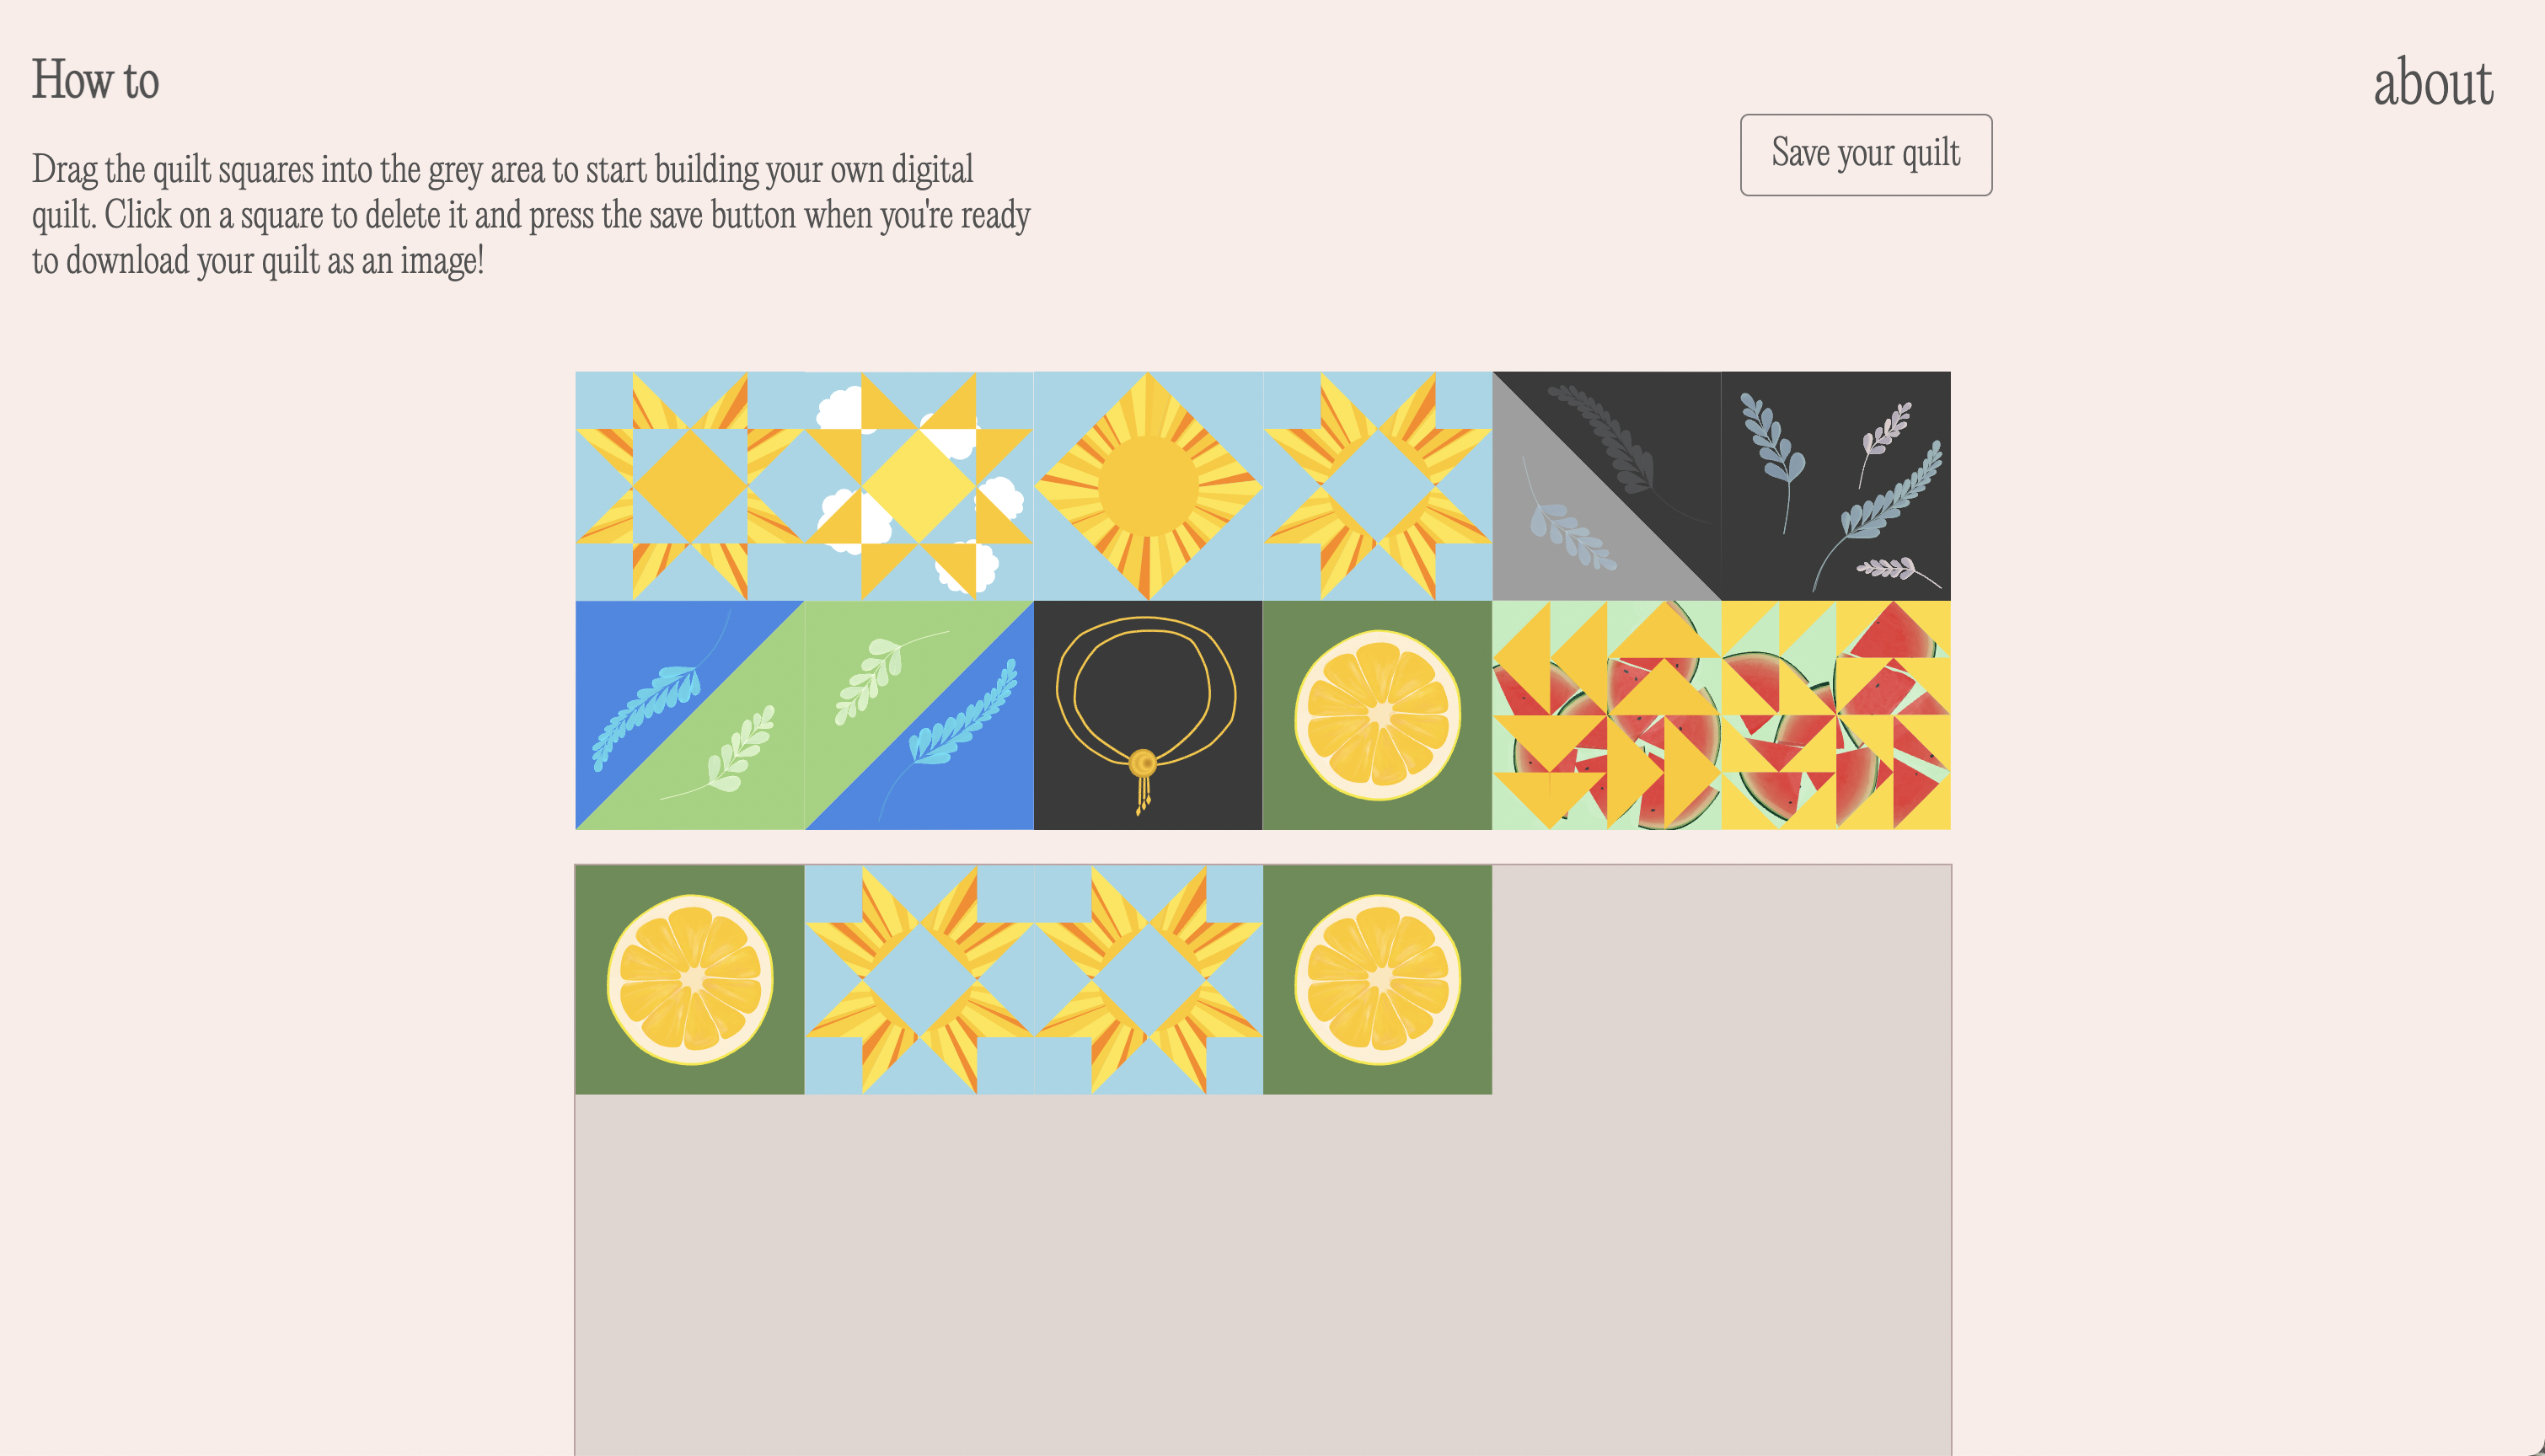 How to
about
Save your quilt
Drag the quilt squares into the grey area to start building your own digital
quilt. Click on a square to delete it and press the save button when you're ready
to download your quilt as an image!